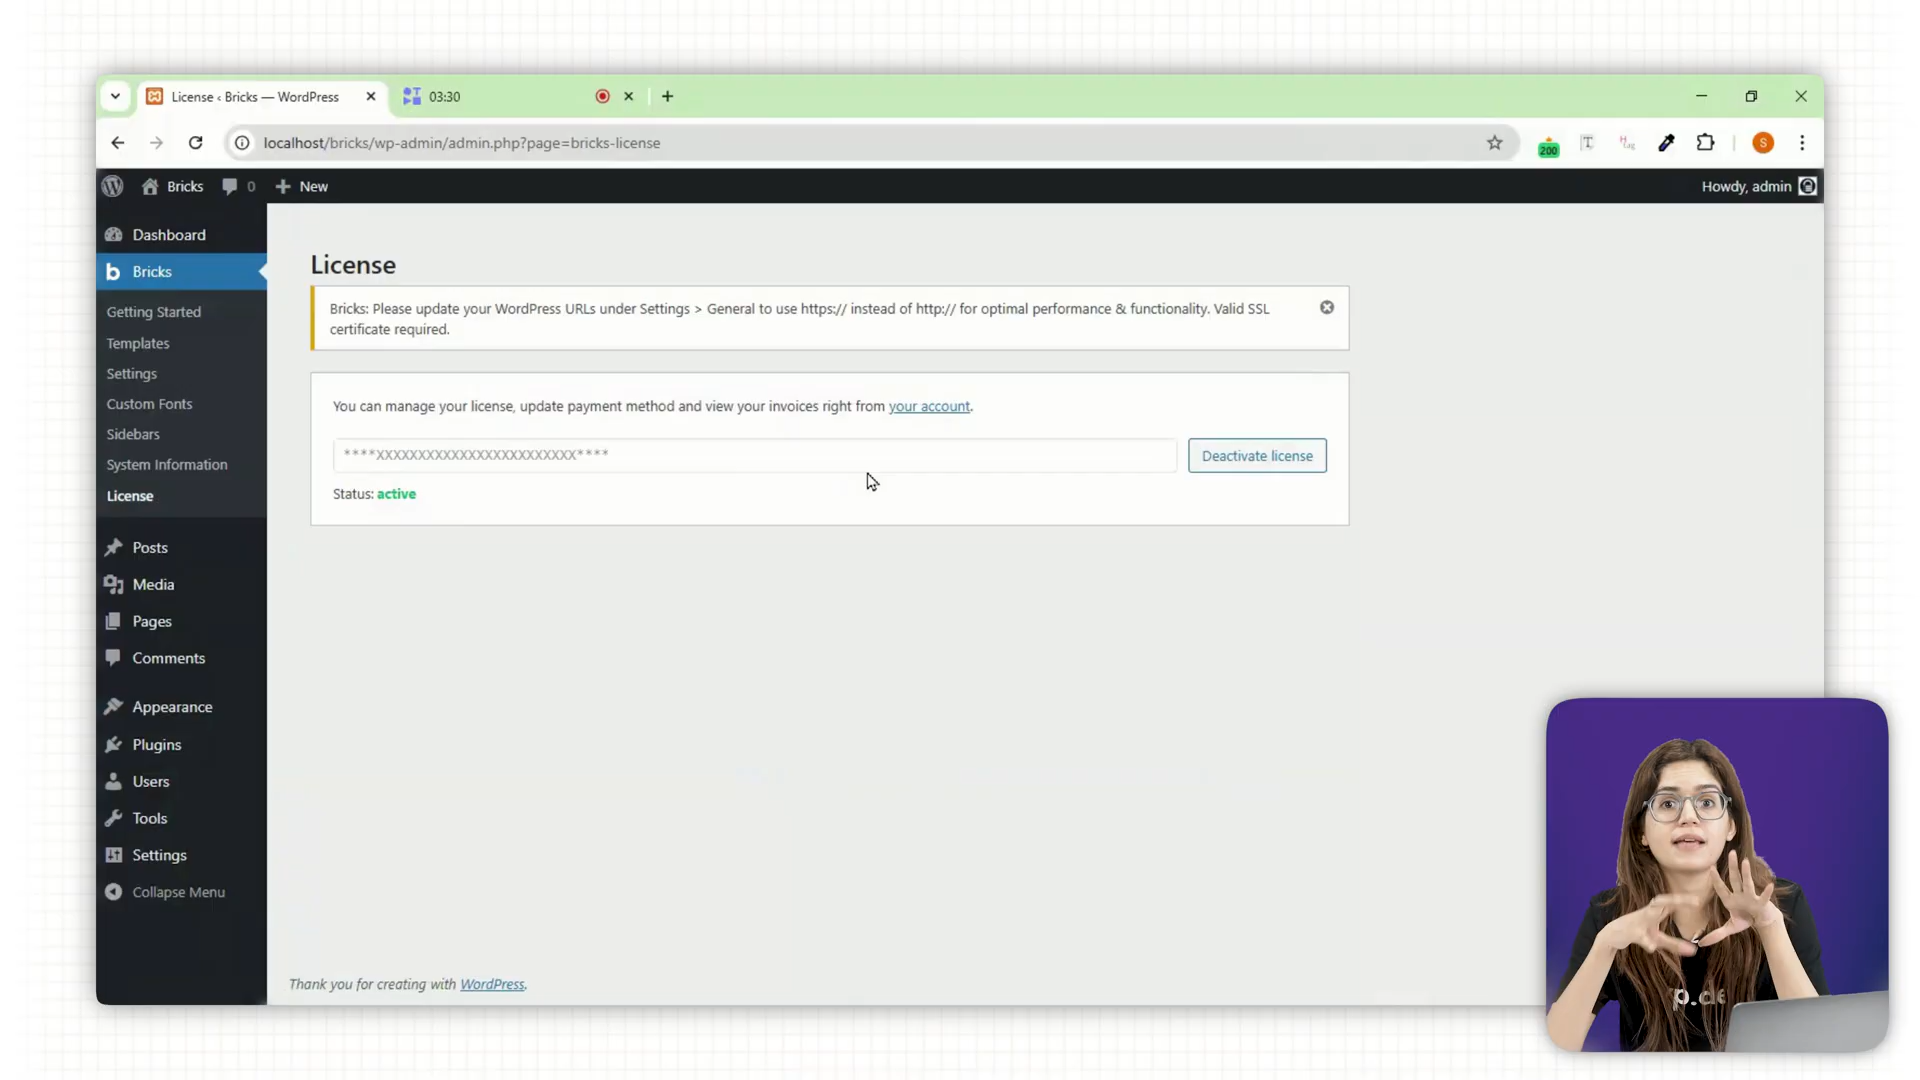 License ‹ Bricks — WordPress
03:30
localhost/bricks/wp-admin/admin.php?page=bricks-license
200
S
Bricks
0
New
Howdy, admin
Dashboard
Bricks
Getting Started
Templates
Settings
Custom Fonts
Sidebars
System Information
License
Posts
Media
Pages
Comments
Appearance
Plugins
Users
Tools
Settings
Collapse Menu
License
Bricks: Please update your WordPress URLs under Settings > General to use https:// instead of http:// for optimal performance & functionality. Valid SSL
certificate required.
You can manage your license, update payment method and view your invoices right from your account.
****XXXXXXXXXXXXXXXXXXXXXXXX****
Deactivate license
Status: active
Thank you for creating with WordPress.